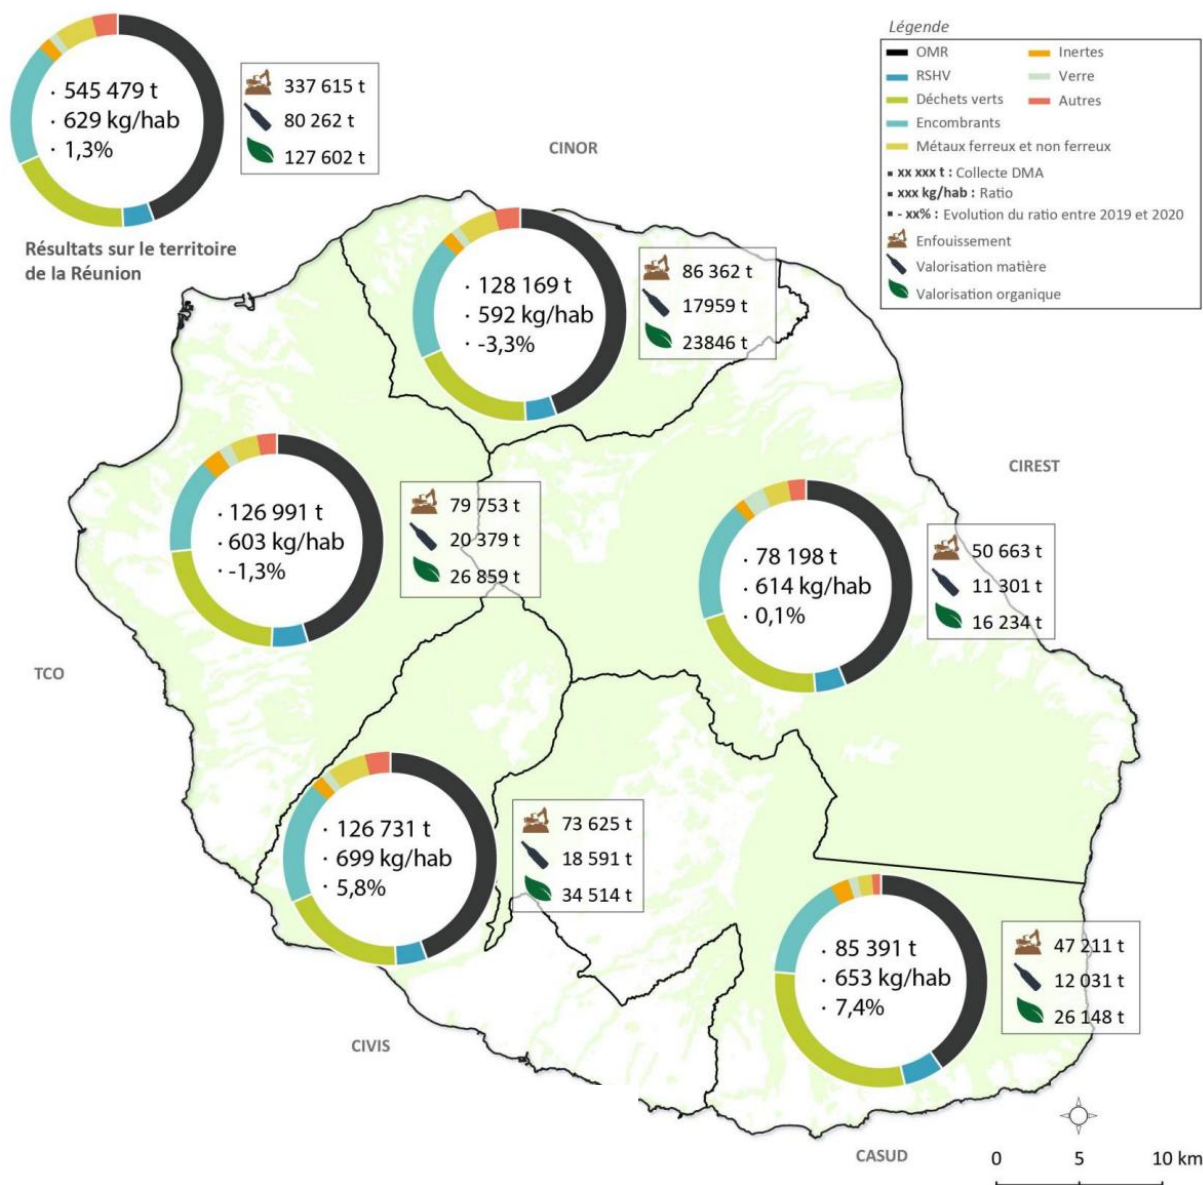 · 545 479 t
· 629 kg/hab
· 1,3%
337 615 t
80 262 t
127 602 t
Résultats sur le territoire
de la Réunion
Légende
OMR
RSHV
Déchets verts
Encombrants
Métaux ferreux et non ferreux
Inertes
Verre
Autres
▪ xx xxx t : Collecte DMA
▪ xxx kg/hab : Ratio
▪ - xx% : Evolution du ratio entre 2019 et 2020
Enfouissement
Valorisation matière
Valorisation organique
CINOR
· 128 169 t
· 592 kg/hab
· -3,3%
86 362 t
17959 t
23846 t
TCO
· 126 991 t
· 603 kg/hab
· -1,3%
79 753 t
20 379 t
26 859 t
CIREST
· 78 198 t
· 614 kg/hab
· 0,1%
50 663 t
11 301 t
16 234 t
CIVIS
· 126 731 t
· 699 kg/hab
· 5,8%
73 625 t
18 591 t
34 514 t
CASUD
· 85 391 t
· 653 kg/hab
· 7,4%
47 211 t
12 031 t
26 148 t
0 5 10 km